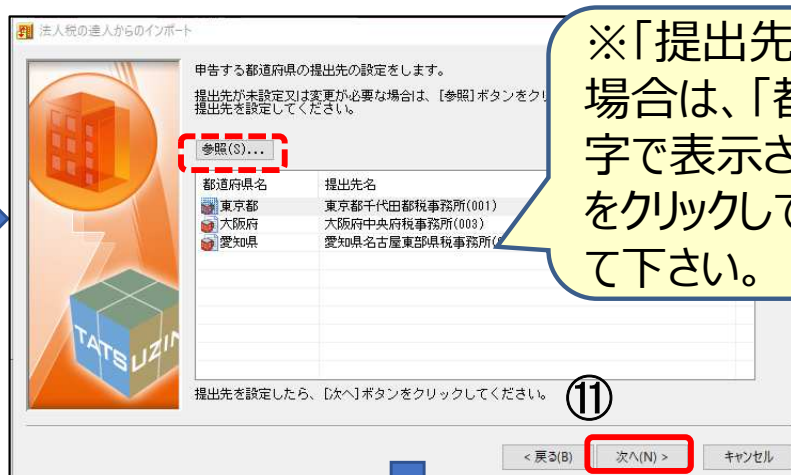 法人税の達人からのインポート
申告する都道府県の提出先の設定をします。
提出先が未設定又は変更が必要な場合は、[参照]ボタンをクリ
提出先を設定してください。
参照(S)...
都道府県名 提出先名
東京都 東京都千代田都税事務所(001)
大阪府 大阪府中央府税事務所(003)
愛知県 愛知県名古屋東部県税事務所(
TATSUZIN
提出先を設定したら、[次へ]ボタンをクリックしてください。
⑪
< 戻る(B) 次へ(N) > キャンセル
※「提出先
場合は、「都
字で表示さ
をクリックして
て下さい。